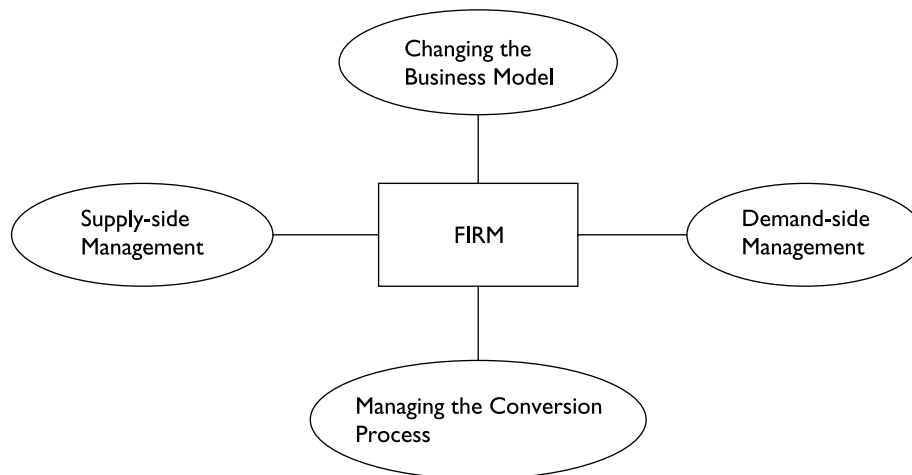 Changing the
Business Model
Supply-side
Management
FIRM
Demand-side
Management
Managing the Conversion
Process